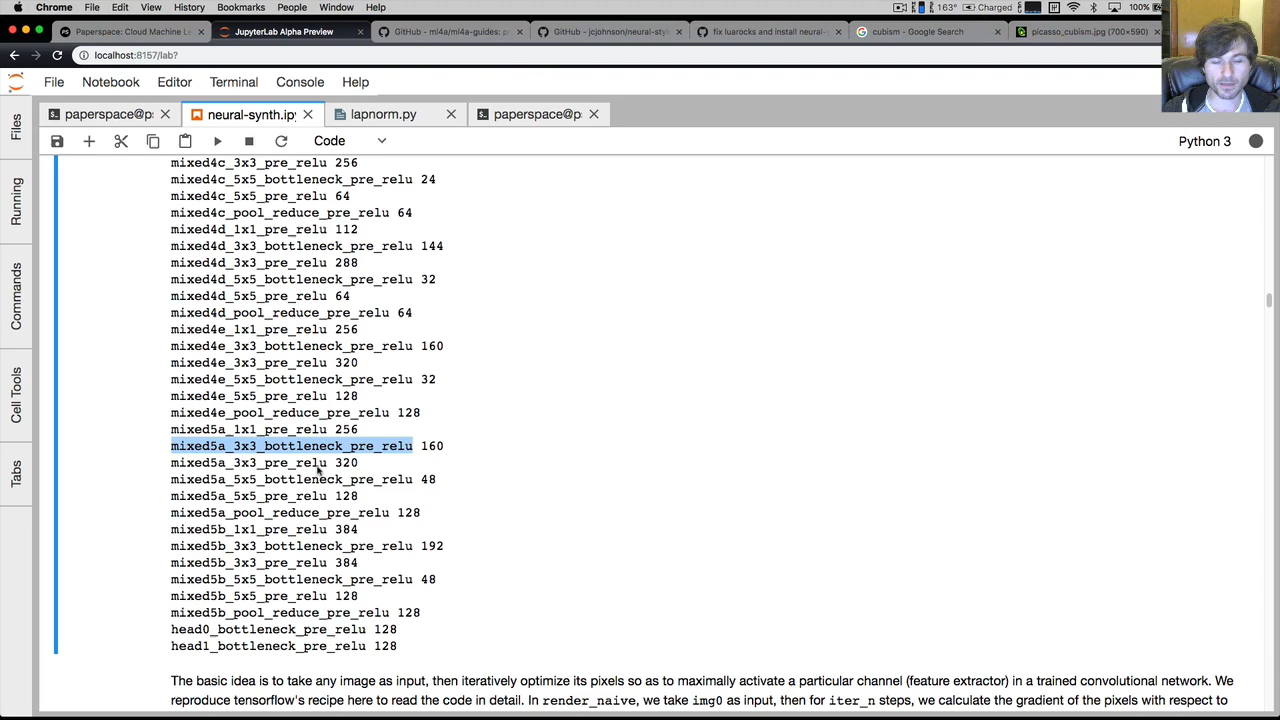 Chrome File Edit View History Bookmarks People Window Help 163° Charged 100%
Paperspace: Cloud Machine Le JupyterLab Alpha Preview GitHub - ml4a/ml4a-guides: p GitHub - jcjohnson/neural-sty fix luarocks and install neural- cubism - Google Search picasso_cubism.jpg (700×590)
localhost:8157/lab?
File Notebook Editor Terminal Console Help
paperspace@p: neural-synth.ipy lapnorm.py paperspace@p:
Code Python 3
Files
Running
Commands
Cell Tools
Tabs
mixed4c_3x3_pre_relu 256
mixed4c_5x5_bottleneck_pre_relu 24
mixed4c_5x5_pre_relu 64
mixed4c_pool_reduce_pre_relu 64
mixed4d_1x1_pre_relu 112
mixed4d_3x3_bottleneck_pre_relu 144
mixed4d_3x3_pre_relu 288
mixed4d_5x5_bottleneck_pre_relu 32
mixed4d_5x5_pre_relu 64
mixed4d_pool_reduce_pre_relu 64
mixed4e_1x1_pre_relu 256
mixed4e_3x3_bottleneck_pre_relu 160
mixed4e_3x3_pre_relu 320
mixed4e_5x5_bottleneck_pre_relu 32
mixed4e_5x5_pre_relu 128
mixed4e_pool_reduce_pre_relu 128
mixed5a_1x1_pre_relu 256
mixed5a_3x3_bottleneck_pre_relu 160
mixed5a_3x3_pre_relu 320
mixed5a_5x5_bottleneck_pre_relu 48
mixed5a_5x5_pre_relu 128
mixed5a_pool_reduce_pre_relu 128
mixed5b_1x1_pre_relu 384
mixed5b_3x3_bottleneck_pre_relu 192
mixed5b_3x3_pre_relu 384
mixed5b_5x5_bottleneck_pre_relu 48
mixed5b_5x5_pre_relu 128
mixed5b_pool_reduce_pre_relu 128
head0_bottleneck_pre_relu 128
head1_bottleneck_pre_relu 128
The basic idea is to take any image as input, then iteratively optimize its pixels so as to maximally activate a particular channel (feature extractor) in a trained convolutional network. We
reproduce tensorflow's recipe here to read the code in detail. In render_naive, we take img0 as input, then for iter_n steps, we calculate the gradient of the pixels with respect to